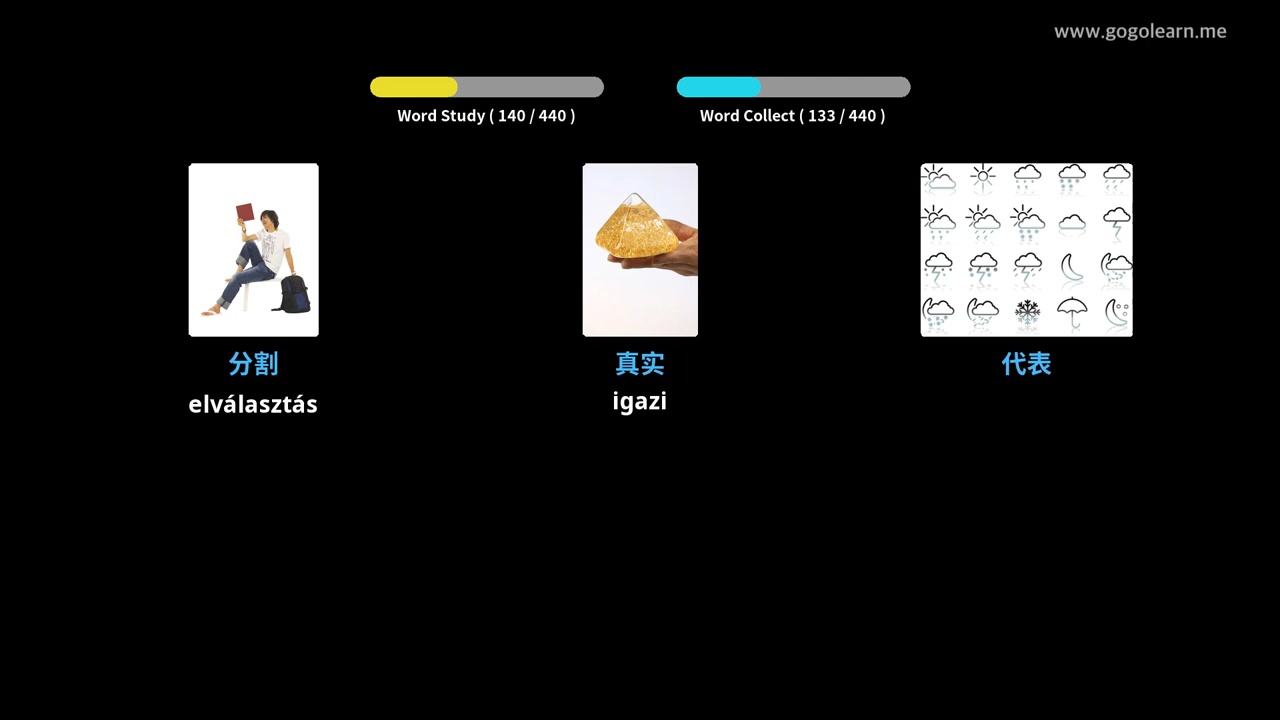 www.gogolearn.me
Word Study ( 140 / 440 )
Word Collect ( 133 / 440 )
分割
真实
代表
elválasztás
igazi